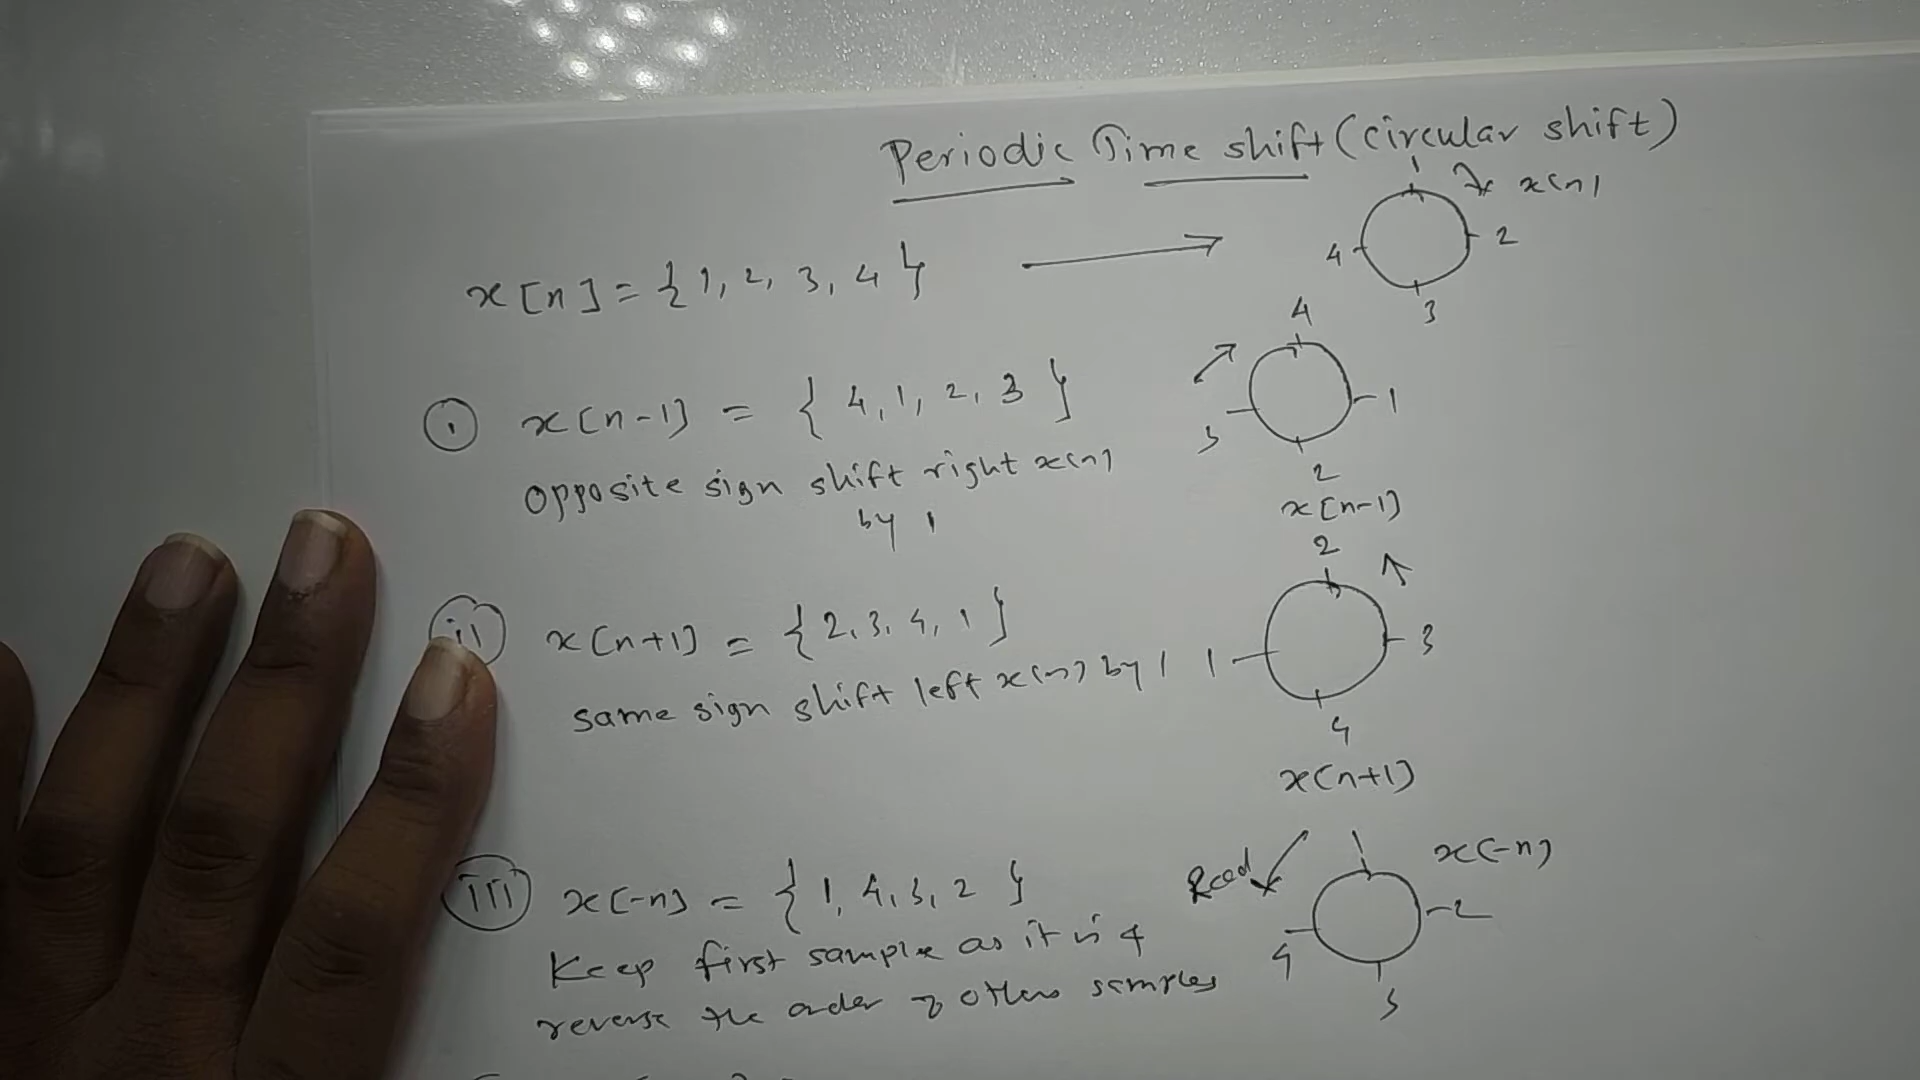 Periodic Time shift (circular shift)
x[n] = {1, 2, 3, 4}
1
x[n]
4
2
3
i x[n-1] = {4, 1, 2, 3}
opposite sign shift right x[n]
by 1
4
3
1
2
x[n-1]
ii x[n+1] = {2, 3, 4, 1}
same sign shift left x[n] by 1
2
1
3
4
x[n+1]
iii x[-n] = {1, 4, 3, 2}
Keep first sample as it is &
reverse the order of others samples
Read
1
x[-n]
4
2
3